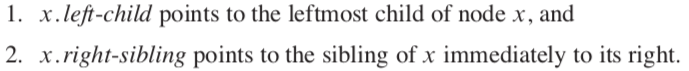 1. x.left-child points to the leftmost child of node x, and
2. x.right-sibling points to the sibling of x immediately to its right.